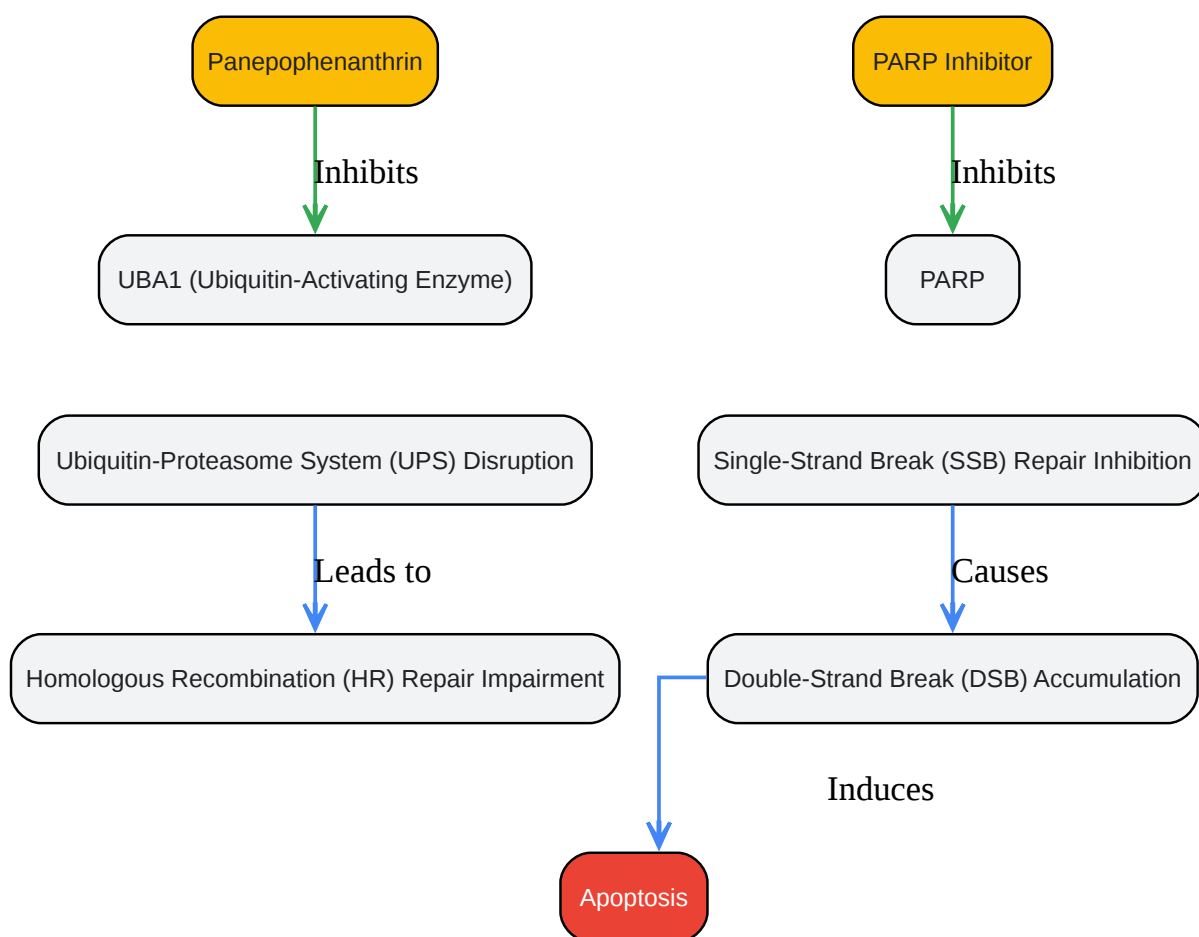 Panepophenanthrin
PARP Inhibitor
Inhibits
Inhibits
UBA1 (Ubiquitin-Activating Enzyme)
PARP
Ubiquitin-Proteasome System (UPS) Disruption
Single-Strand Break (SSB) Repair Inhibition
Leads to
Causes
Homologous Recombination (HR) Repair Impairment
Double-Strand Break (DSB) Accumulation
Induces
Apoptosis